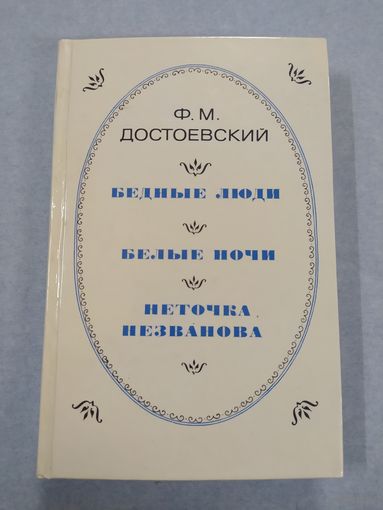 Ф. М.
ДОСТОЕВСКИЙ
БЕДНЫЕ ЛЮДИ
БЕЛЫЕ НОЧИ
НЕТОЧКА
НЕЗВАНОВА